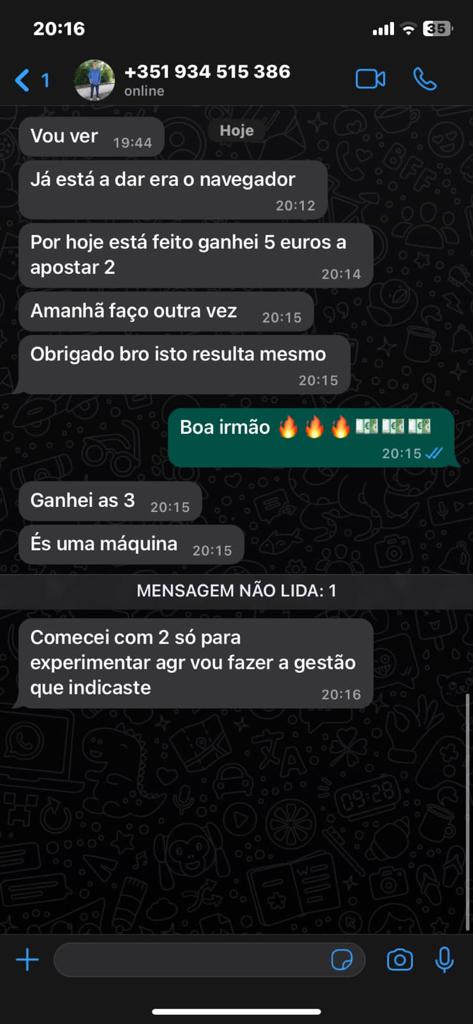 20:16
35
1
+351 934 515 386
online
Hoje
Vou ver 19:44
Já está a dar era o navegador
20:12
Por hoje está feito ganhei 5 euros a
apostar 2
20:14
Amanhã faço outra vez 20:15
Obrigado bro isto resulta mesmo
20:15
Boa irmão 🔥🔥🔥💵💵💵
20:15
Ganhei as 3 20:15
És uma máquina 20:15
MENSAGEM NÃO LIDA: 1
Comecei com 2 só para
experimentar agr vou fazer a gestão
que indicaste
20:16